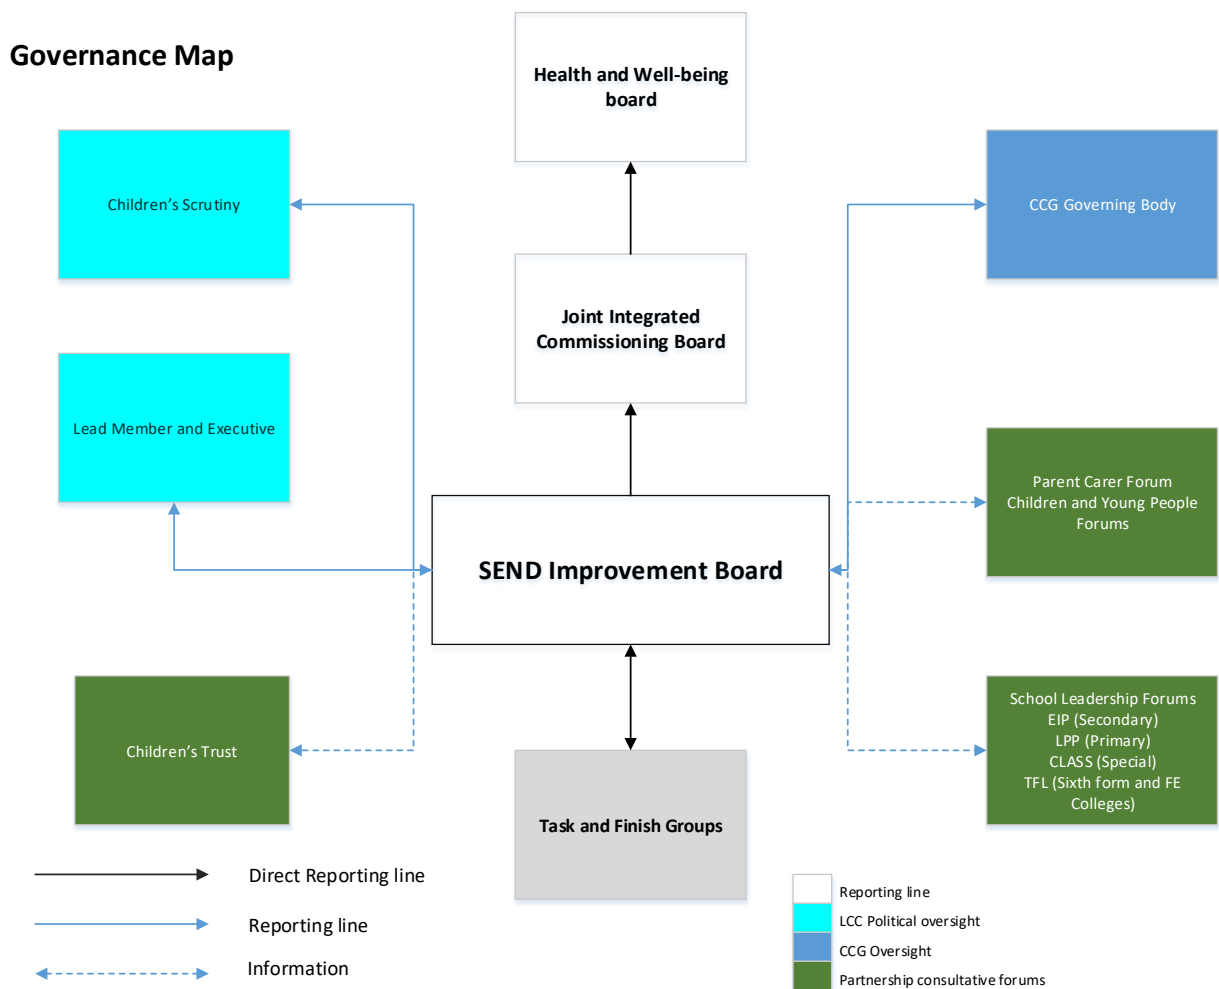 Governance Map
Health and Well-being
board
Children's Scrutiny
CCG Governing Body
Joint Integrated
Commissioning Board
Lead Member and Executive
Parent Carer Forum
Children and Young People
Forums
SEND Improvement Board
Children's Trust
School Leadership Forums
EIP (Secondary)
LPP (Primary)
CLASS (Special)
TFL (Sixth form and FE
Colleges)
Task and Finish Groups
Direct Reporting line
Reporting line
Information
Reporting line
LCC Political oversight
CCG Oversight
Partnership consultative forums